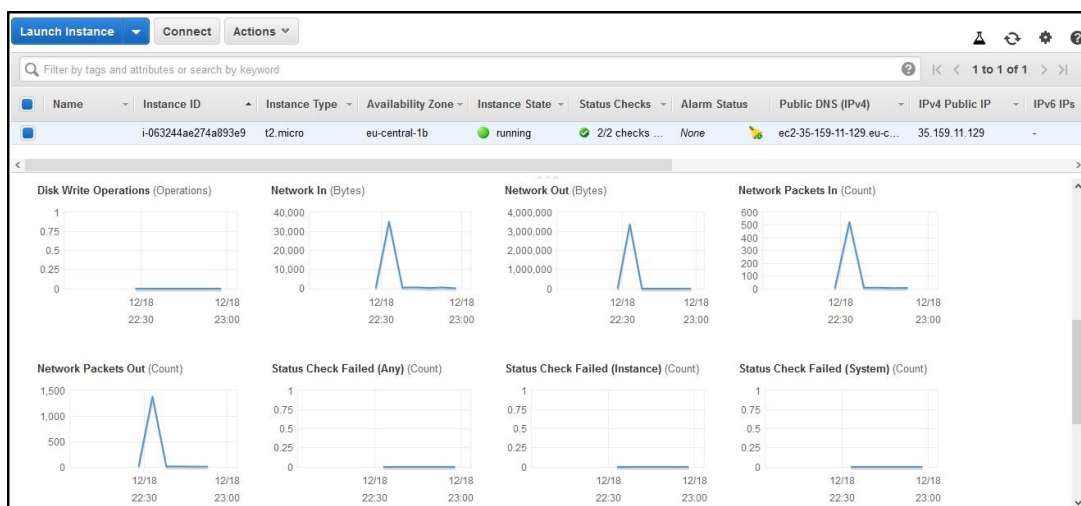 Launch Instance Connect Actions
Filter by tags and attributes or search by keyword 1 to 1 of 1
Name Instance ID Instance Type Availability Zone Instance State Status Checks Alarm Status Public DNS (IPv4) IPv4 Public IP IPv6 IPs
i-063244ae274a893e9 t2.micro eu-central-1b running 2/2 checks ... None ec2-35-159-11-129.eu-c... 35.159.11.129 -
Disk Write Operations (Operations) Network In (Bytes) Network Out (Bytes) Network Packets In (Count)
1 0.75 0.5 0.25 0
40,000 30,000 20,000 10,000 0
4,000,000 3,000,000 2,000,000 1,000,000 0
600 500 400 300 200 100 0
12/18 12/18 12/18 12/18 12/18 12/18 12/18 12/18
22:30 23:00 22:30 23:00 22:30 23:00 22:30 23:00
Network Packets Out (Count) Status Check Failed (Any) (Count) Status Check Failed (Instance) (Count) Status Check Failed (System) (Count)
1,500 1,000 500 0
1 0.75 0.5 0.25 0
1 0.75 0.5 0.25 0
1 0.75 0.5 0.25 0
12/18 12/18 12/18 12/18 12/18 12/18 12/18 12/18
22:30 23:00 22:30 23:00 22:30 23:00 22:30 23:00